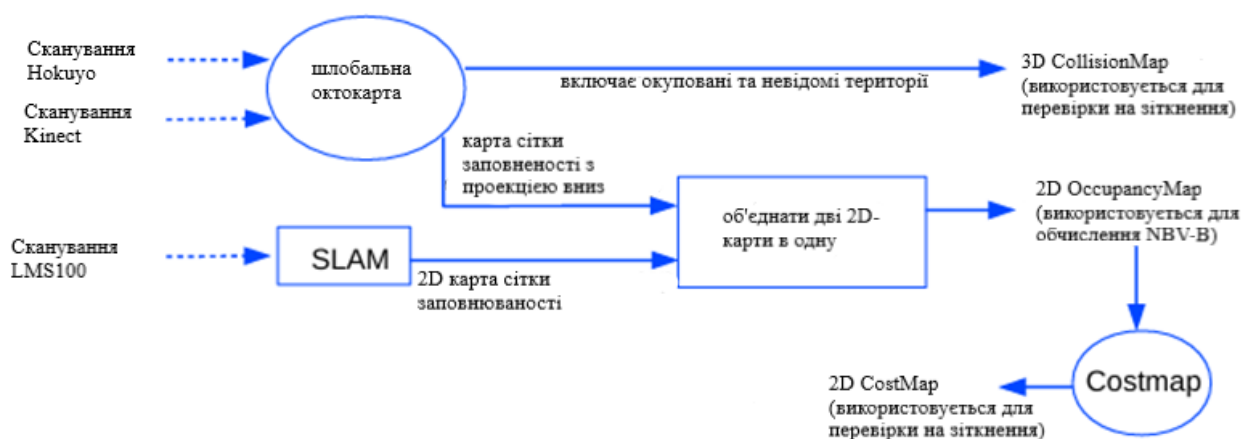 Сканування
Hokuyo
шлобальна
октокарта
включає окуповані та невідомі території
3D CollisionMap
(використовується для
перевірки на зіткнення)
Сканування
Kinect
карта сітки
заповненості з
проекцією вниз
об'єднати дві 2D-
карти в одну
2D OccupancyMap
(використовується для
обчислення NBV-B)
Сканування
LMS100
SLAM
2D карта сітки
заповнюваності
Costmap
2D CostMap
(використовується для
перевірки на зіткнення)